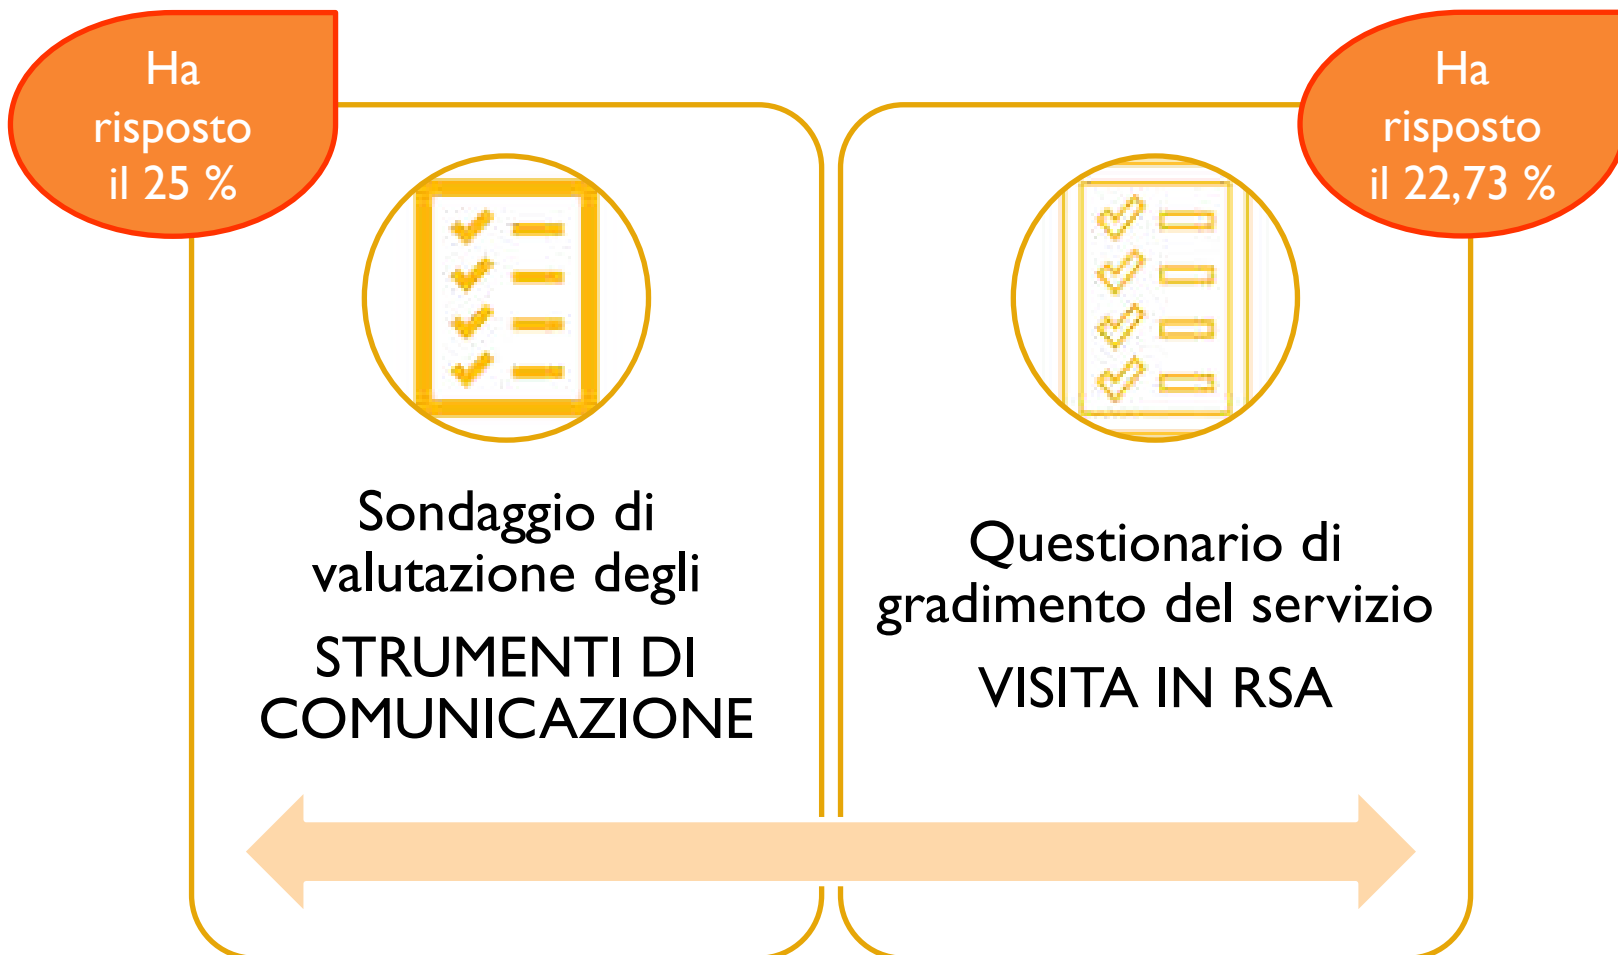 Ha
risposto
il 25 %
Sondaggio di
valutazione degli
STRUMENTI DI
COMUNICAZIONE
Ha
risposto
il 22,73 %
Questionario di
gradimento del servizio
VISITA IN RSA